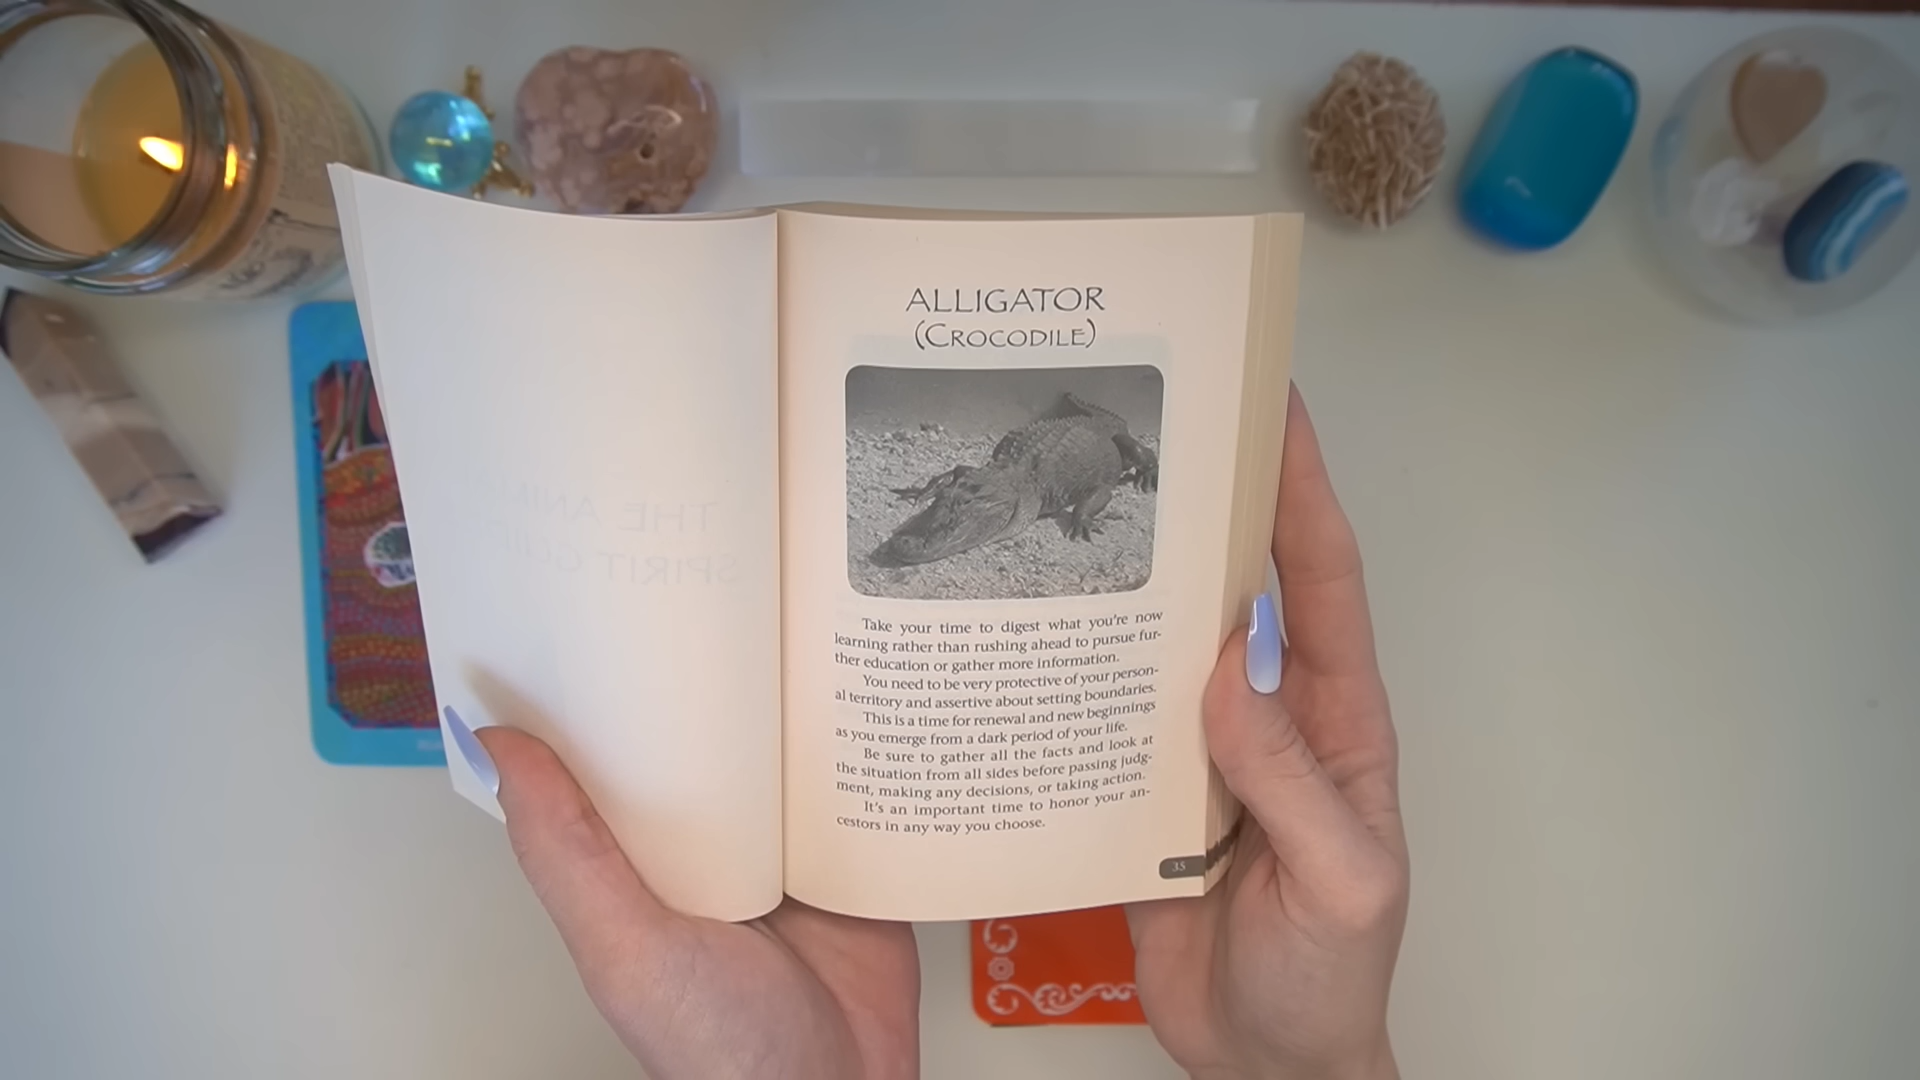 ALLIGATOR
(CROCODILE)
Take your time to digest what you're now
learning rather than rushing ahead to pursue fur-
ther education or gather more information.
You need to be very protective of your person-
al territory and assertive about setting boundaries.
This is a time for renewal and new beginnings
as you emerge from a dark period of your life.
Be sure to gather all the facts and look at
the situation from all sides before passing judg-
ment, making any decisions, or taking action.
It's an important time to honor your an-
cestors in any way you choose.
35